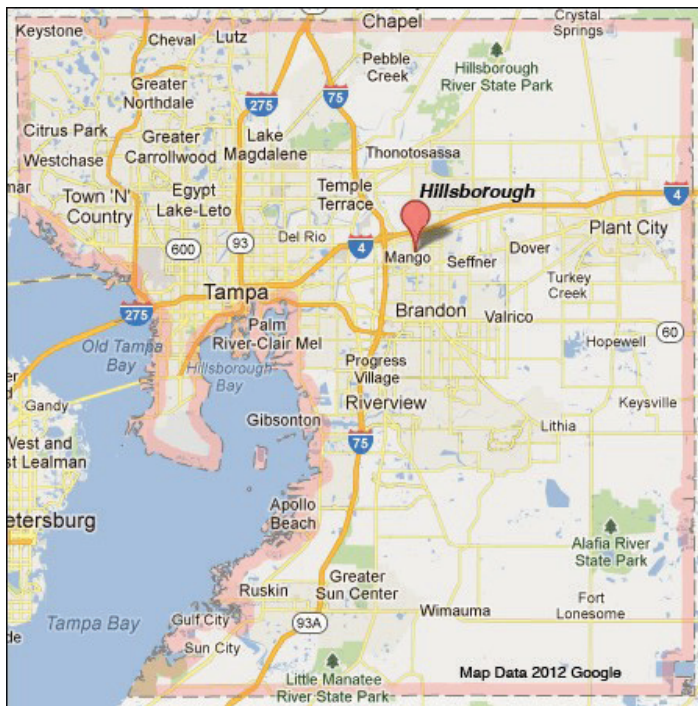 Chapel
Crystal
Springs
Keystone
Cheval
Lutz
Pebble
Creek
Hillsborough
River State Park
Greater
Northdale
275
75
Citrus Park
Greater
Carrollwood
Lake
Magdalene
Westchase
Thonotosassa
Town 'N'
Country
Egypt
Lake-Leto
Temple
Terrace
Hillsborough
4
Plant City
600
93
Del Rio
4
Mango
Seffner
Dover
Turkey
Creek
Tampa
275
Brandon
Valrico
60
Old Tampa
Bay
Palm
River-Clair Mel
Hillsborough
Bay
Progress
Village
Hopewell
Gandy
Riverview
Keysville
Gibsonton
75
Lithia
West and
st Lealman
Apollo
Beach
etersburg
Alafia River
State Park
Greater
Sun Center
Ruskin
Wimauma
Fort
Lonesome
Tampa Bay
Gulf City
93A
Sun City
Little Manatee
River State Park
Map Data 2012 Google